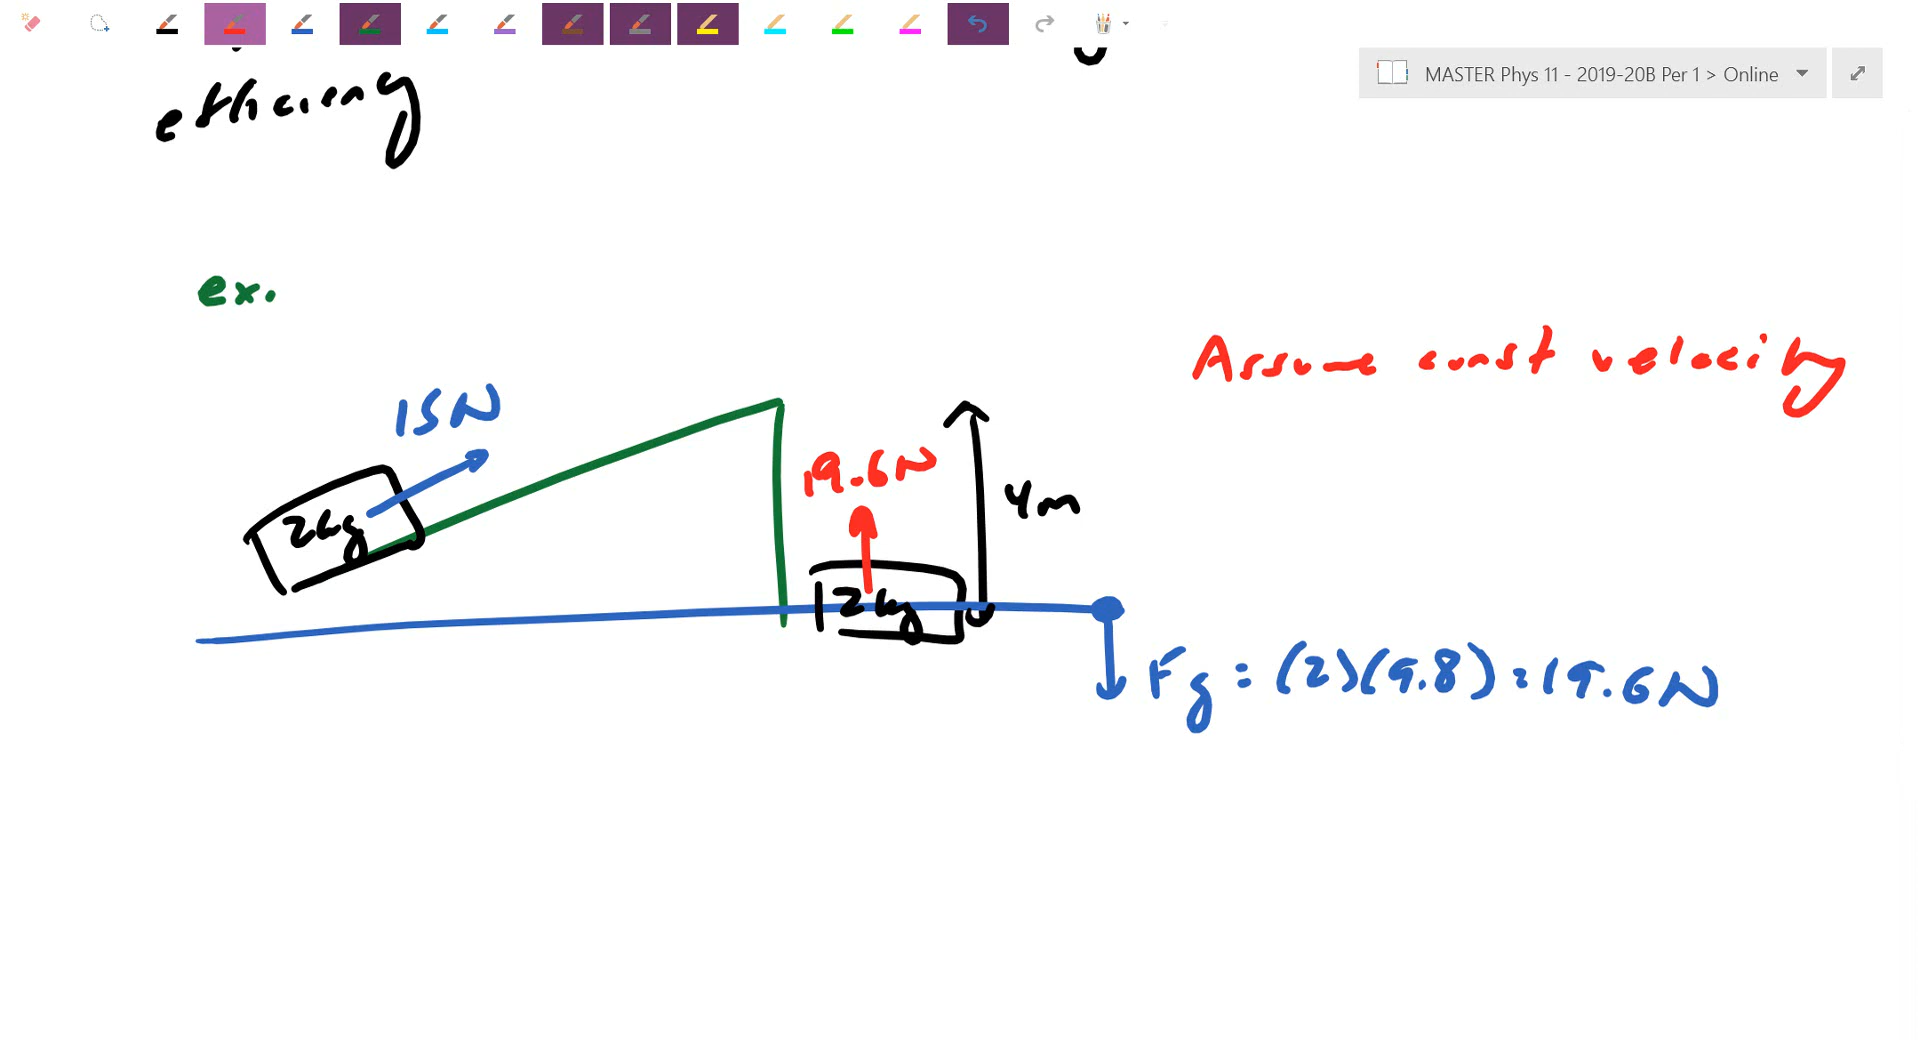 MASTER Phys 11 - 2019-20B Per 1 > Online
efficieny
ex.
Assume const velocity
15N
19.6N
4m
2kg
2kg
Fg = (2)(9.8) = 19.6N